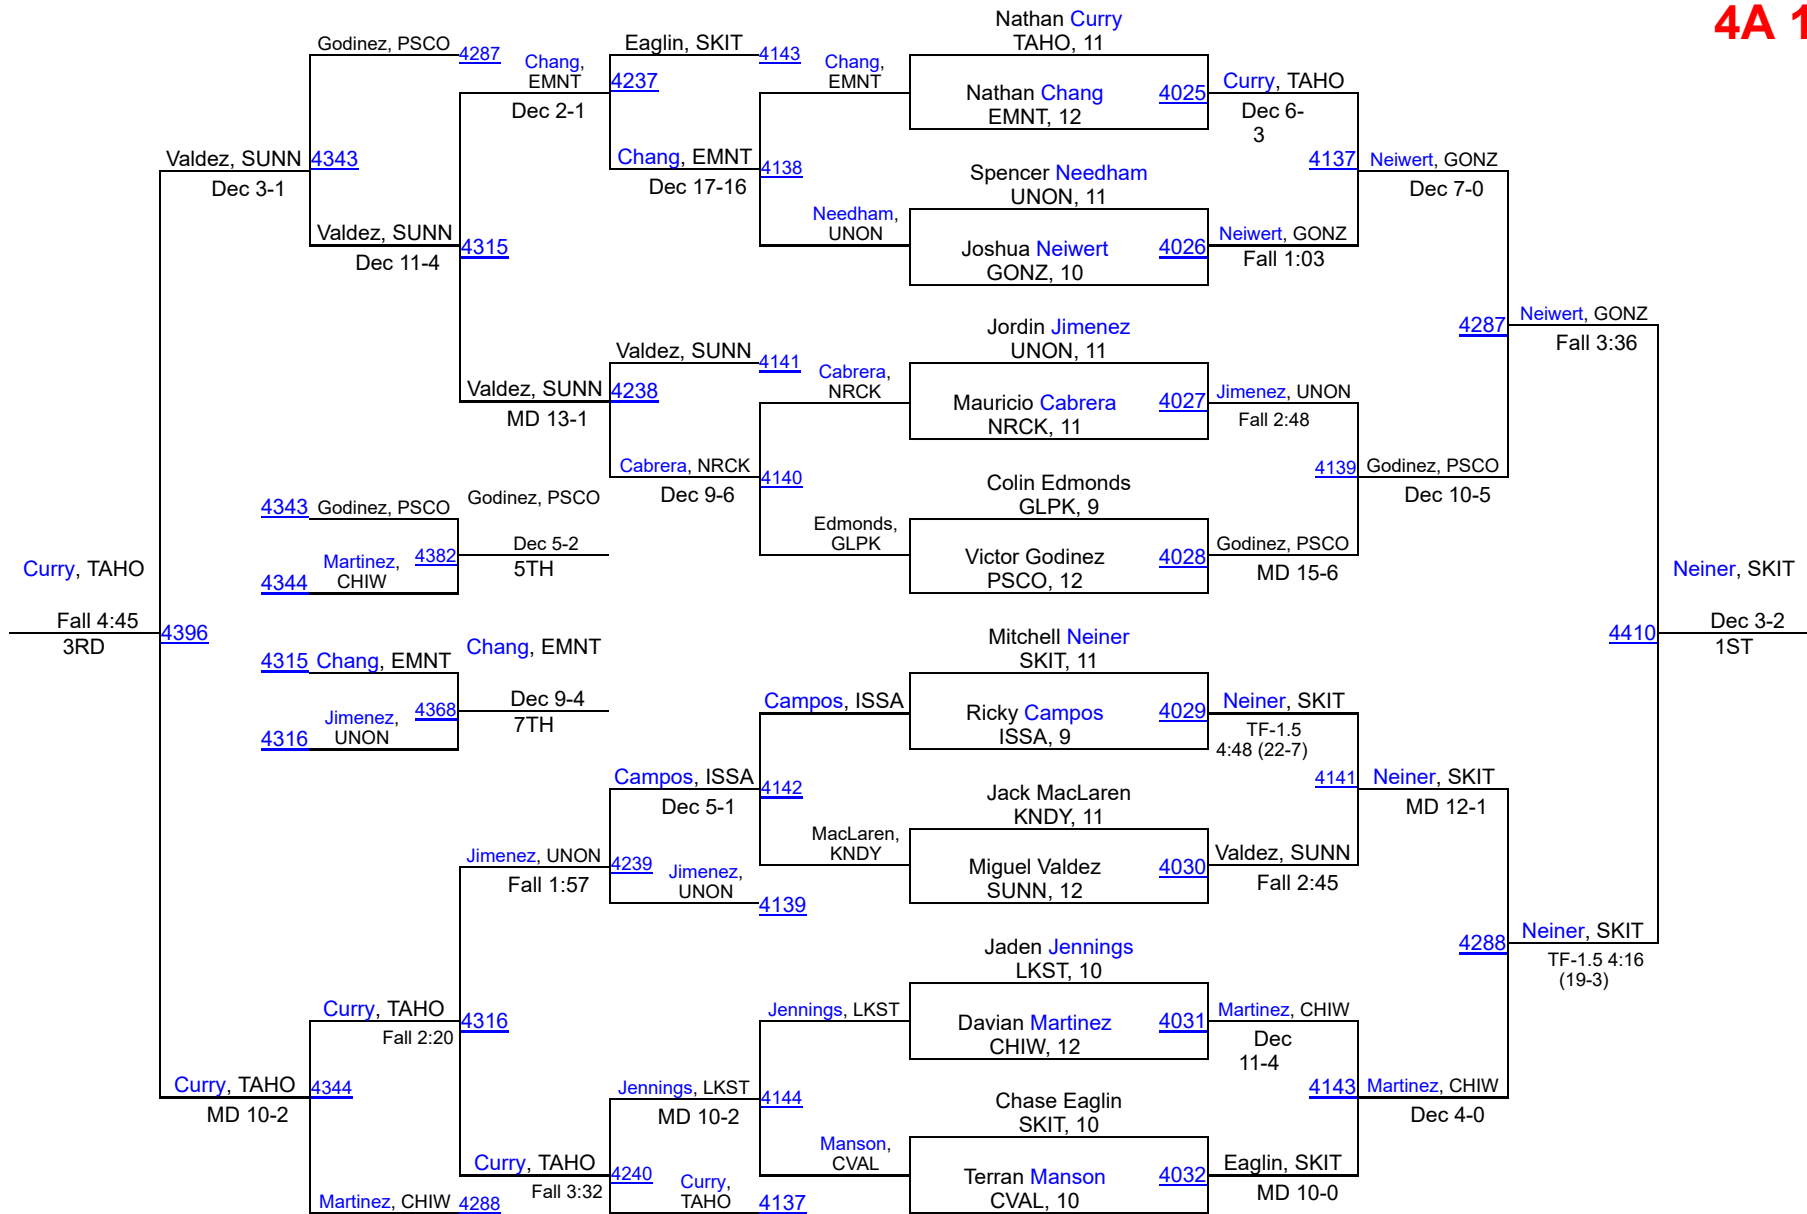 4A 1
Godinez, PSCO
4287
Chang,
EMNT
Dec 2-1
Eaglin, SKIT
4143
4237
Chang, EMNT
Dec 17-16
4138
Chang,
EMNT
Needham,
UNON
Nathan Curry
TAHO, 11
Nathan Chang
EMNT, 12
4025
Curry, TAHO
Dec 6-
3
Spencer Needham
UNON, 11
Joshua Neiwert
GONZ, 10
4026
Neiwert, GONZ
Fall 1:03
4137
Neiwert, GONZ
Dec 7-0
Valdez, SUNN
Dec 3-1
4343
Valdez, SUNN
Dec 11-4
4315
Valdez, SUNN
4141
4238
Valdez, SUNN
MD 13-1
Cabrera, NRCK
Dec 9-6
4140
Cabrera,
NRCK
Edmonds,
GLPK
Jordin Jimenez
UNON, 11
Mauricio Cabrera
NRCK, 11
4027
Jimenez, UNON
Fall 2:48
Colin Edmonds
GLPK, 9
Victor Godinez
PSCO, 12
4028
Godinez, PSCO
MD 15-6
4139
Godinez, PSCO
Dec 10-5
4287
Neiwert, GONZ
Fall 3:36
4343
Godinez, PSCO
Godinez, PSCO
4344
Martinez,
CHIW
4382
Dec 5-2
5TH
Curry, TAHO
Fall 4:45
3RD
4396
4315
Chang, EMNT
Chang, EMNT
4316
Jimenez,
UNON
4368
Dec 9-4
7TH
Neiner, SKIT
4410
Dec 3-2
1ST
Mitchell Neiner
SKIT, 11
Campos, ISSA
Ricky Campos
ISSA, 9
4029
Neiner, SKIT
TF-1.5
4:48 (22-7)
Campos, ISSA
Dec 5-1
4142
MacLaren,
KNDY
Jack MacLaren
KNDY, 11
Miguel Valdez
SUNN, 12
4030
Valdez, SUNN
Fall 2:45
4141
Neiner, SKIT
MD 12-1
Jimenez, UNON
Fall 1:57
4239
Jimenez,
UNON
4139
Jaden Jennings
LKST, 10
Jennings, LKST
Davian Martinez
CHIW, 12
4031
Martinez, CHIW
Dec
11-4
4288
Neiner, SKIT
TF-1.5 4:16
(19-3)
Curry, TAHO
Fall 2:20
4316
Curry, TAHO
MD 10-2
4344
Jennings, LKST
MD 10-2
4144
Manson,
CVAL
Chase Eaglin
SKIT, 10
Terran Manson
CVAL, 10
4032
Eaglin, SKIT
MD 10-0
4143
Martinez, CHIW
Dec 4-0
Curry, TAHO
Fall 3:32
4240
Curry,
TAHO
4137
Martinez, CHIW
4288